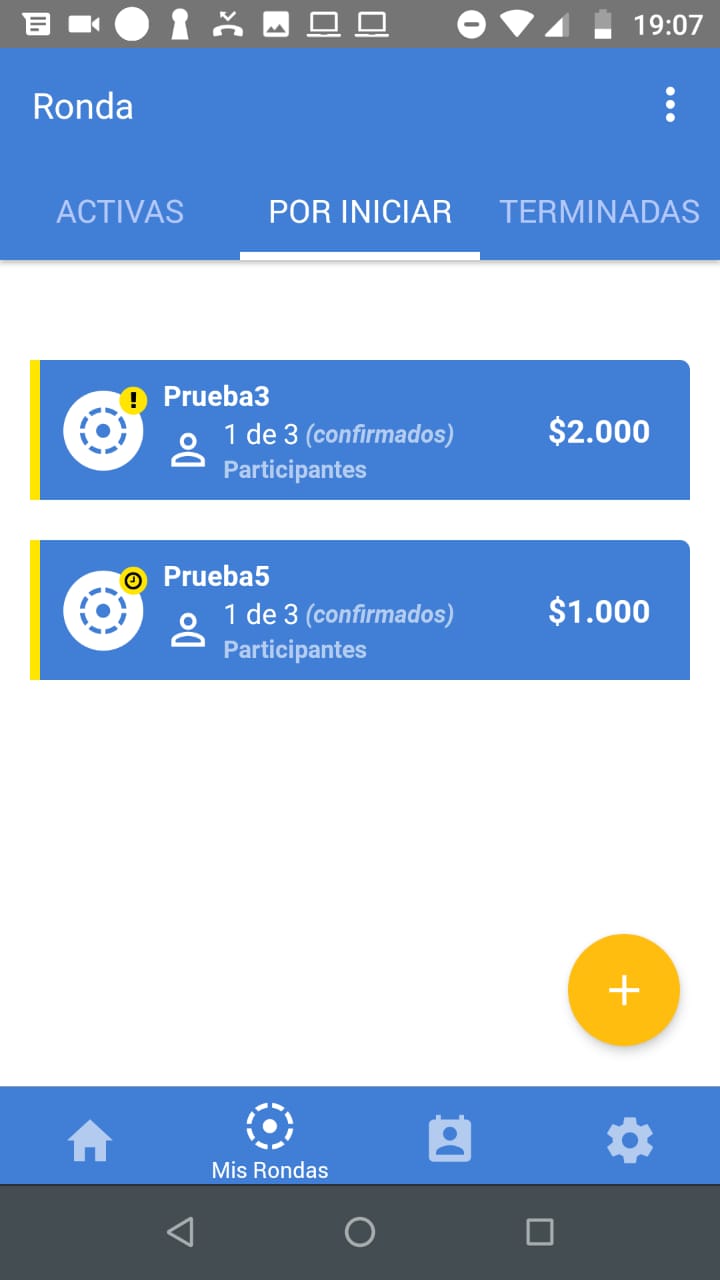 19:07
Ronda
ACTIVAS POR INICIAR TERMINADAS
Prueba3
1 de 3 (confirmados)
Participantes
$2.000
Prueba5
1 de 3 (confirmados)
Participantes
$1.000
Mis Rondas